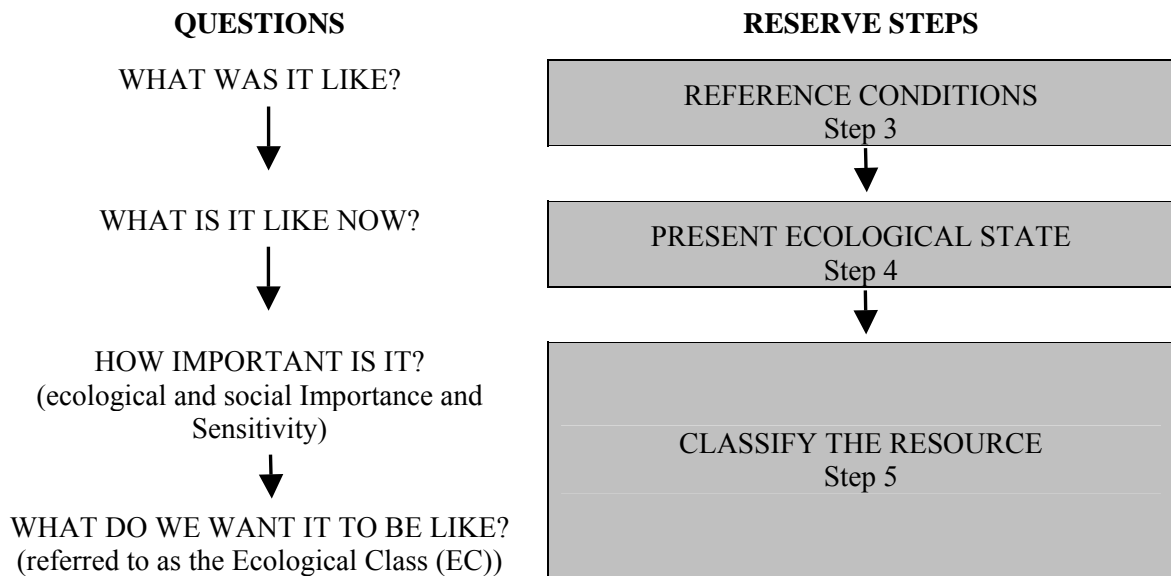 QUESTIONS
RESERVE STEPS
WHAT WAS IT LIKE?
REFERENCE CONDITIONS
Step 3
WHAT IS IT LIKE NOW?
PRESENT ECOLOGICAL STATE
Step 4
HOW IMPORTANT IS IT?
(ecological and social Importance and
Sensitivity)
CLASSIFY THE RESOURCE
Step 5
WHAT DO WE WANT IT TO BE LIKE?
(referred to as the Ecological Class (EC))